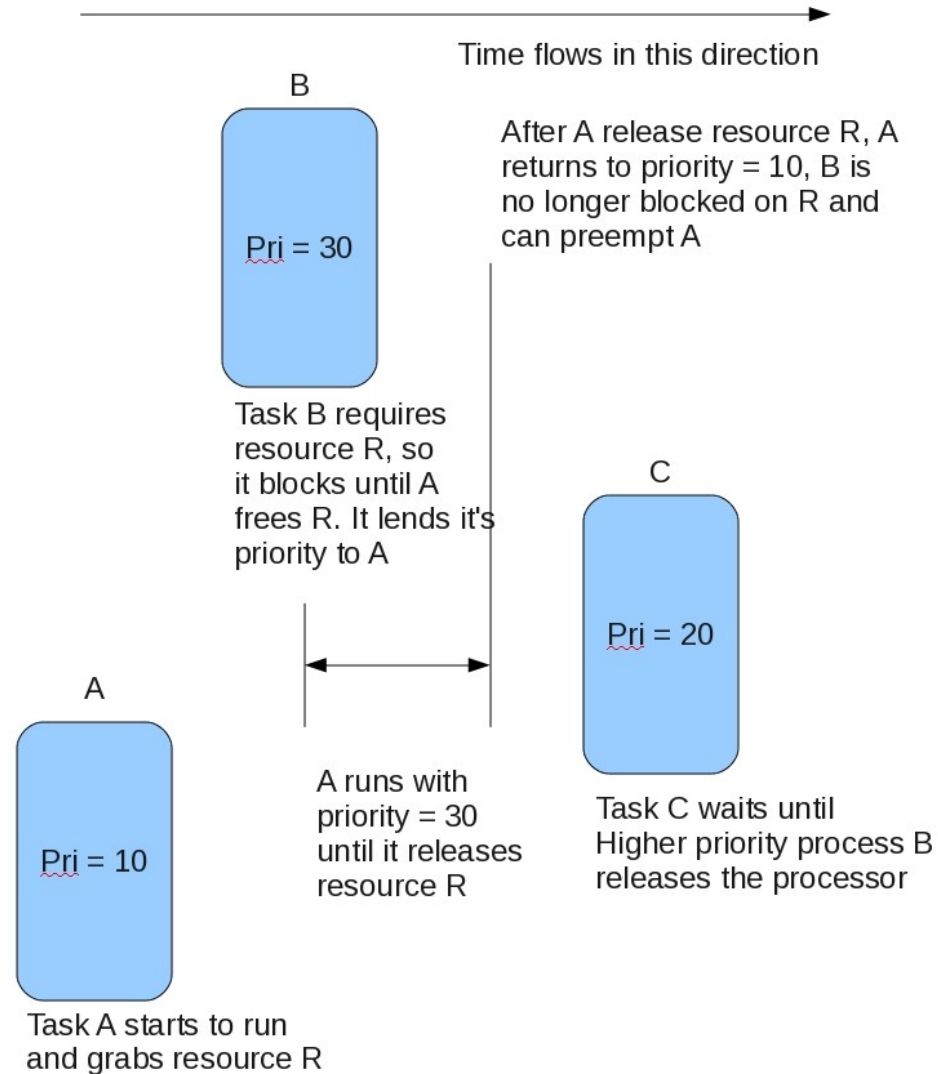 Time flows in this direction
B
Pri = 30
After A release resource R, A
returns to priority = 10, B is
no longer blocked on R and
can preempt A
Task B requires
resource R, so
it blocks until A
frees R. It lends it's
priority to A
C
Pri = 20
A
Pri = 10
A runs with
priority = 30
until it releases
resource R
Task C waits until
Higher priority process B
releases the processor
Task A starts to run
and grabs resource R